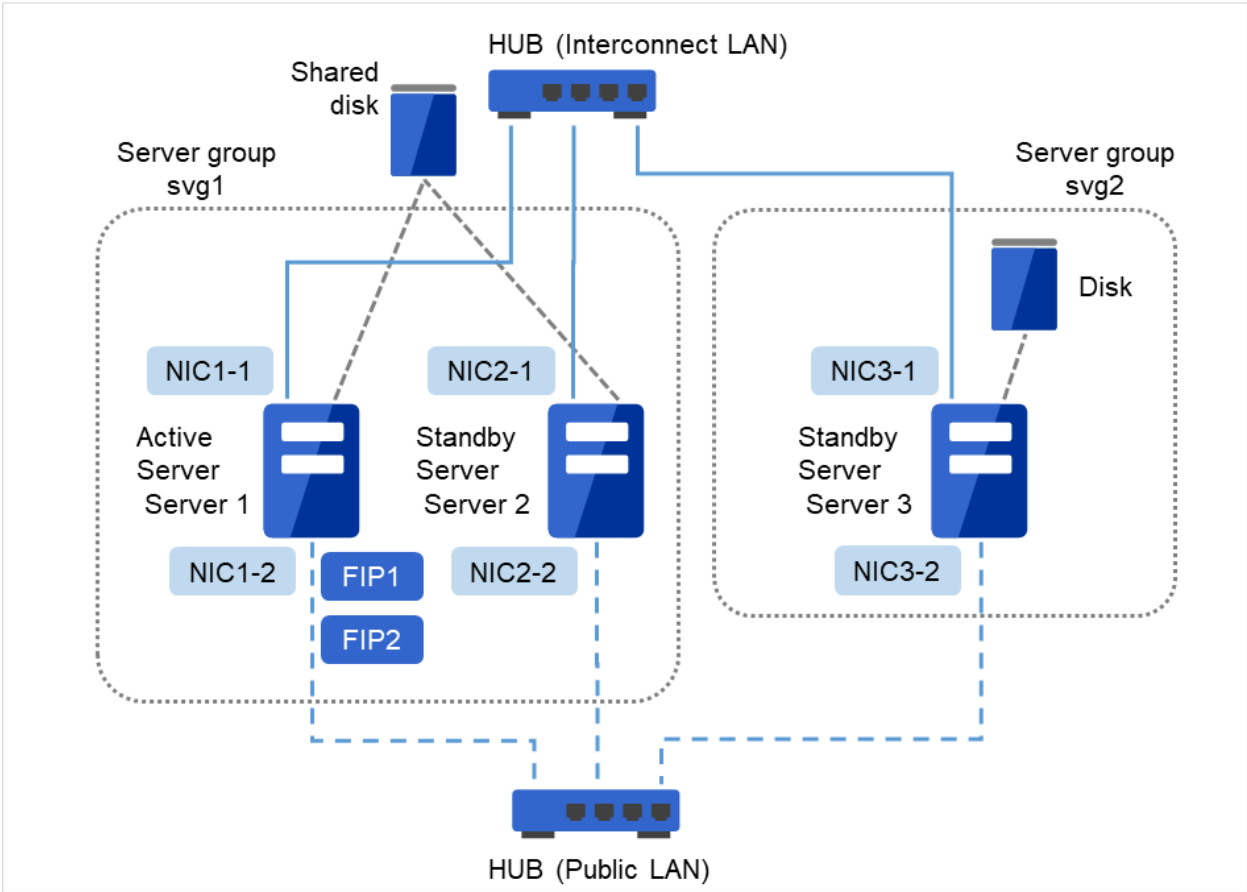 HUB (Interconnect LAN)
Shared
disk
Server group
svg1
Server group
svg2
Disk
NIC1-1
NIC2-1
NIC3-1
Active
Server
Server 1
Standby
Server
Server 2
Standby
Server
Server 3
NIC1-2
FIP1
NIC2-2
NIC3-2
FIP2
HUB (Public LAN)